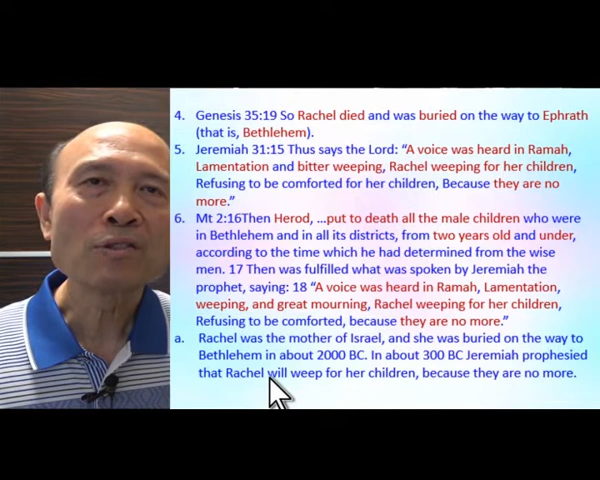 4. Genesis 35:19 So Rachel died and was buried on the way to Ephrath
(that is, Bethlehem).
5. Jeremiah 31:15 Thus says the Lord: “A voice was heard in Ramah,
Lamentation and bitter weeping, Rachel weeping for her children,
Refusing to be comforted for her children, Because they are no
more.”
6. Mt 2:16Then Herod, ...put to death all the male children who were
in Bethlehem and in all its districts, from two years old and under,
according to the time which he had determined from the wise
men. 17 Then was fulfilled what was spoken by Jeremiah the
prophet, saying: 18 “A voice was heard in Ramah, Lamentation,
weeping, and great mourning, Rachel weeping for her children,
Refusing to be comforted, because they are no more.”
a. Rachel was the mother of Israel, and she was buried on the way to
Bethlehem in about 2000 BC. In about 300 BC Jeremiah prophesied
that Rachel will weep for her children, because they are no more.